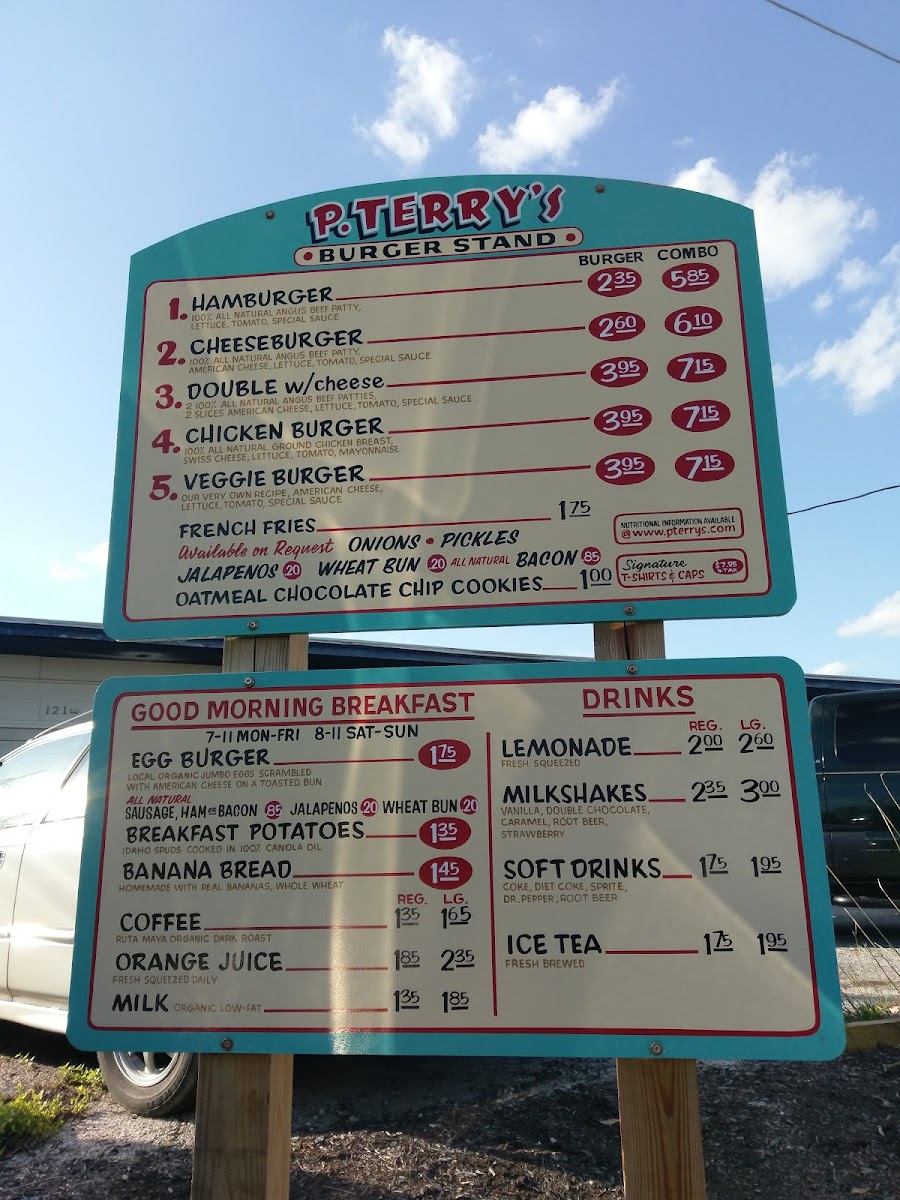 P. TERRY'S
• BURGER STAND •
BURGER COMBO
1. HAMBURGER 2.35 5.85
100% ALL NATURAL ANGUS BEEF PATTY,
LETTUCE, TOMATO, SPECIAL SAUCE
2. CHEESEBURGER 2.60 6.10
100% ALL NATURAL ANGUS BEEF PATTY,
AMERICAN CHEESE, LETTUCE, TOMATO, SPECIAL SAUCE
3. DOUBLE w/cheese 3.95 7.15
2 100% ALL NATURAL ANGUS BEEF PATTIES,
2 SLICES AMERICAN CHEESE, LETTUCE, TOMATO, SPECIAL SAUCE
4. CHICKEN BURGER 3.95 7.15
100% ALL NATURAL GROUND CHICKEN BREAST,
SWISS CHEESE, LETTUCE, TOMATO, MAYONNAISE
5. VEGGIE BURGER 3.95 7.15
OUR VERY OWN RECIPE, AMERICAN CHEESE,
LETTUCE, TOMATO, SPECIAL SAUCE
FRENCH FRIES 1.75
Available on Request ONIONS • PICKLES
JALAPENOS .20 WHEAT BUN .20 ALL NATURAL BACON .85
OATMEAL CHOCOLATE CHIP COOKIES 1.00
NUTRITIONAL INFORMATION AVAILABLE
@ www.pterrys.com
Signature
T-SHIRTS & CAPS $7.95 + TAX
GOOD MORNING BREAKFAST
7-11 MON-FRI 8-11 SAT-SUN
EGG BURGER 1.75
LOCAL ORGANIC JUMBO EGGS SCRAMBLED
WITH AMERICAN CHEESE ON A TOASTED BUN
ALL NATURAL
SAUSAGE, HAM or BACON .85 JALAPENOS .20 WHEAT BUN .20
BREAKFAST POTATOES 1.35
IDAHO SPUDS COOKED IN 100% CANOLA OIL
BANANA BREAD 1.45
HOMEMADE WITH REAL BANANAS, WHOLE WHEAT
REG. LG.
COFFEE 1.35 1.65
RUTA MAYA ORGANIC DARK ROAST
ORANGE JUICE 1.85 2.35
FRESH SQUEEZED DAILY
MILK ORGANIC LOW-FAT 1.35 1.85
DRINKS
REG. LG.
LEMONADE 2.00 2.60
FRESH SQUEEZED
MILKSHAKES 2.35 3.00
VANILLA, DOUBLE CHOCOLATE,
CARAMEL, ROOT BEER,
STRAWBERRY
SOFT DRINKS 1.75 1.95
COKE, DIET COKE, SPRITE,
DR. PEPPER, ROOT BEER
ICE TEA 1.75 1.95
FRESH BREWED
1213